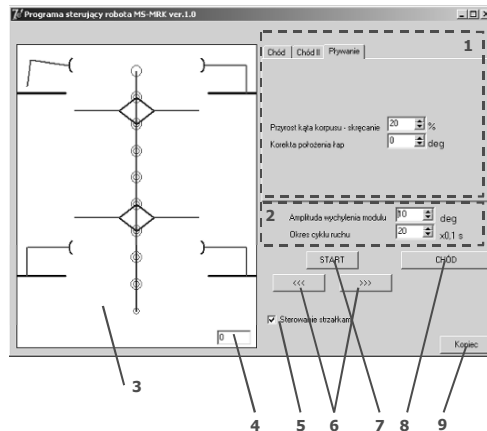 Programa sterujący robota MS-MRK ver.1.0
1
Chód Chód II Pływanie
Przyrost kąta korpusu - skręcanie 20 %
Korekta położenia łap 0 deg
2
Amplituda wychylenia modułu 10 deg
Okres cyklu ruchu 20 x0,1 s
START CHÓD
<<< >>>
Sterowanie strzałkami
0
Kopiec
3 4 5 6 7 8 9